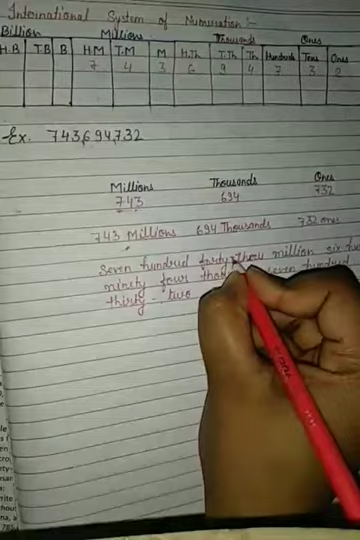 International System of Numeration :-
Billion Millions Thousands Ones
H.B T.B B H.M T.M M H.Th T.Th Th Hundreds Tens Ones
7 4 3 6 9 4 7 3 2
Ex. 743,694,732
Millions Thousands Ones
743 694 732
743 Millions 694 Thousands 732 ones
Seven hundred forty-three million six
ninety four seven hundred
thirty-two